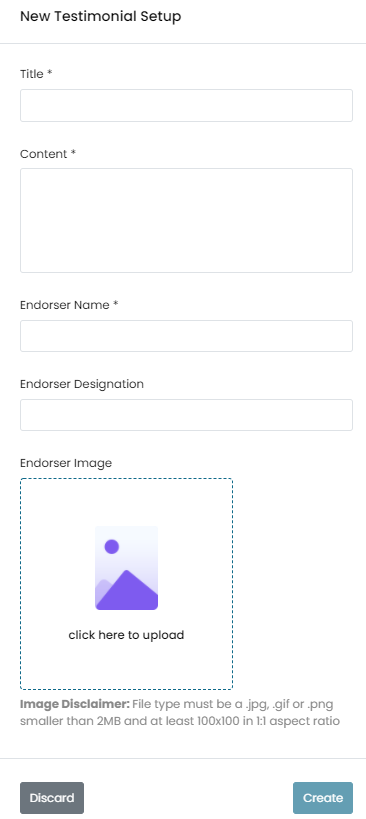 New Testimonial Setup
Title *
Content *
Endorser Name *
Endorser Designation
Endorser Image
click here to upload
Image Disclaimer: File type must be a .jpg, .gif or .png
smaller than 2MB and at least 100x100 in 1:1 aspect ratio
Discard
Create